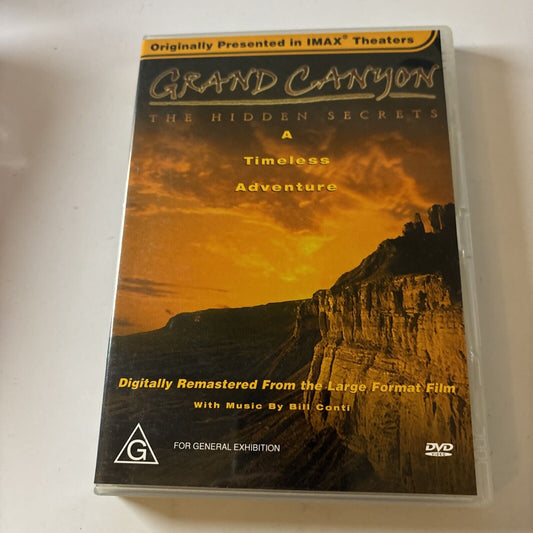 Originally Presented in IMAX® Theaters
GRAND CANYON
THE HIDDEN SECRETS
A
Timeless
Adventure
Digitally Remastered From the Large Format Film
With Music By Bill Conti
G
FOR GENERAL EXHIBITION
DVD
VIDEO